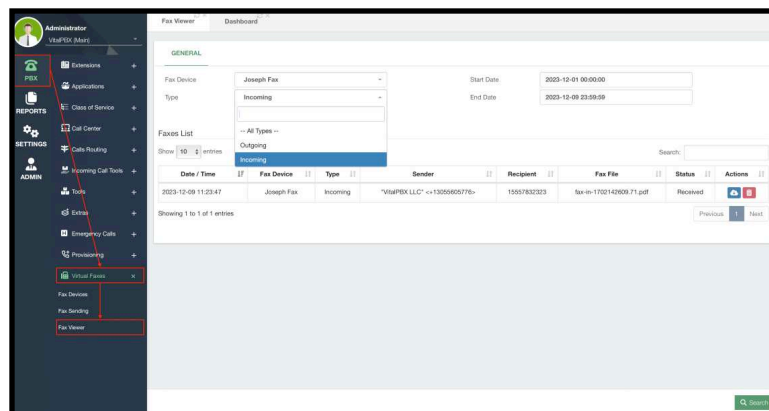 Administrator
VitalPBX (Main)
PBX
REPORTS
SETTINGS
ADMIN
Extensions +
Applications +
Class of Service +
Call Center +
Calls Routing +
Incoming Call Tools +
Tools +
Extras +
Emergency Calls +
Provisioning +
Virtual Faxes ×
Fax Devices
Fax Sending
Fax Viewer
Fax Viewer
Dashboard
GENERAL
Fax Device Joseph Fax Start Date 2023-12-01 00:00:00
Type Incoming End Date 2023-12-09 23:59:59
-- All Types --
Outgoing
Incoming
Faxes List
Show 10 entries Search:
Date / Time Fax Device Type Sender Recipient Fax File Status Actions
2023-12-09 11:23:47 Joseph Fax Incoming "VitalPBX LLC" <+13055605776> 15557832323 fax-in-1702142609.71.pdf Received
Showing 1 to 1 of 1 entries Previous 1 Next
Search